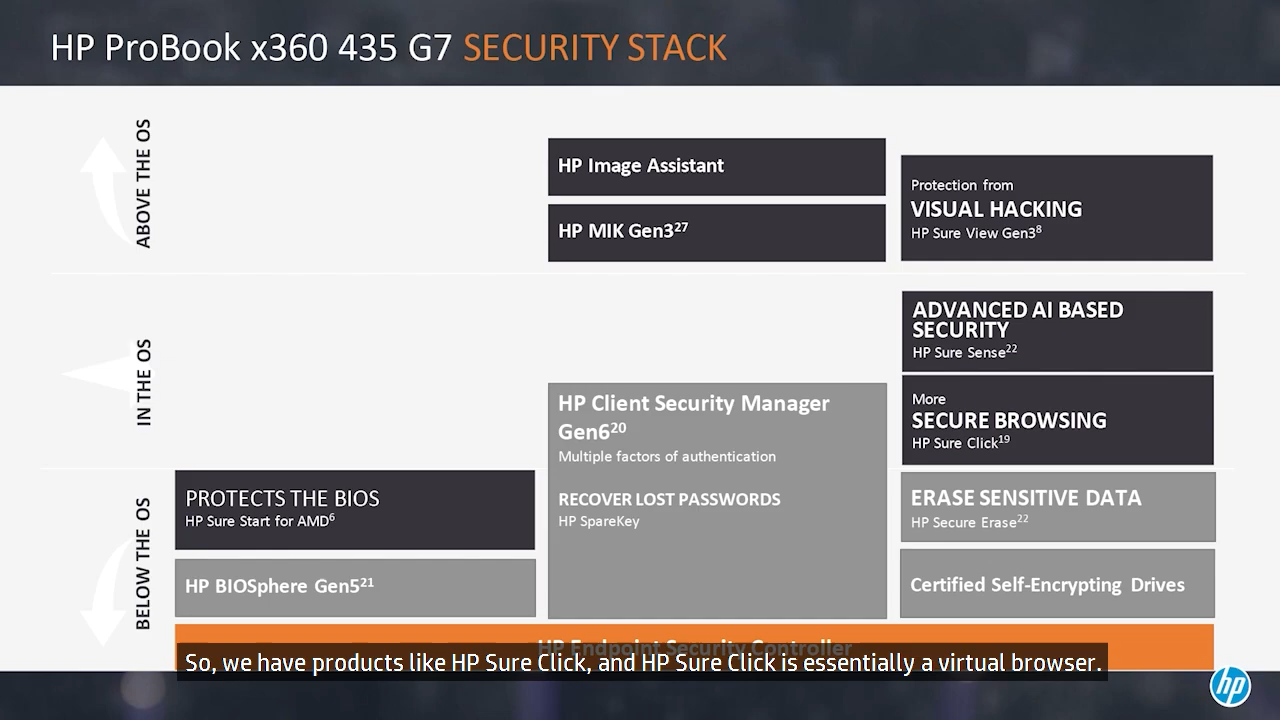 HP ProBook x360 435 G7 SECURITY STACK
ABOVE THE OS
HP Image Assistant
HP MIK Gen3²⁷
Protection from
VISUAL HACKING
HP Sure View Gen3⁸
IN THE OS
ADVANCED AI BASED
SECURITY
HP Sure Sense²²
More
SECURE BROWSING
HP Sure Click¹⁹
HP Client Security Manager
Gen6²⁰
Multiple factors of authentication
RECOVER LOST PASSWORDS
HP SpareKey
BELOW THE OS
PROTECTS THE BIOS
HP Sure Start for AMD⁶
HP BIOSphere Gen5²¹
ERASE SENSITIVE DATA
HP Secure Erase²²
Certified Self-Encrypting Drives
HP Endpoint Security Controller
So, we have products like HP Sure Click, and HP Sure Click is essentially a virtual browser.
hp